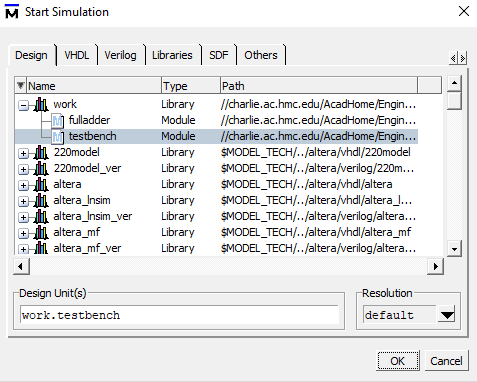 Start Simulation
Design VHDL Verilog Libraries SDF Others
Name Type Path
work Library //charlie.ac.hmc.edu/AcadHome/Engin...
fulladder Module //charlie.ac.hmc.edu/AcadHome/Engin...
testbench Module //charlie.ac.hmc.edu/AcadHome/Engin...
220model Library $MODEL_TECH/../altera/vhdl/220model
220model_ver Library $MODEL_TECH/../altera/verilog/220m...
altera Library $MODEL_TECH/../altera/vhdl/altera
altera_lnsim Library $MODEL_TECH/../altera/vhdl/altera_l...
altera_lnsim_ver Library $MODEL_TECH/../altera/verilog/altera...
altera_mf Library $MODEL_TECH/../altera/vhdl/altera_mf
altera_mf_ver Library $MODEL_TECH/../altera/verilog/altera...
Design Unit(s) Resolution
work.testbench default
OK Cancel